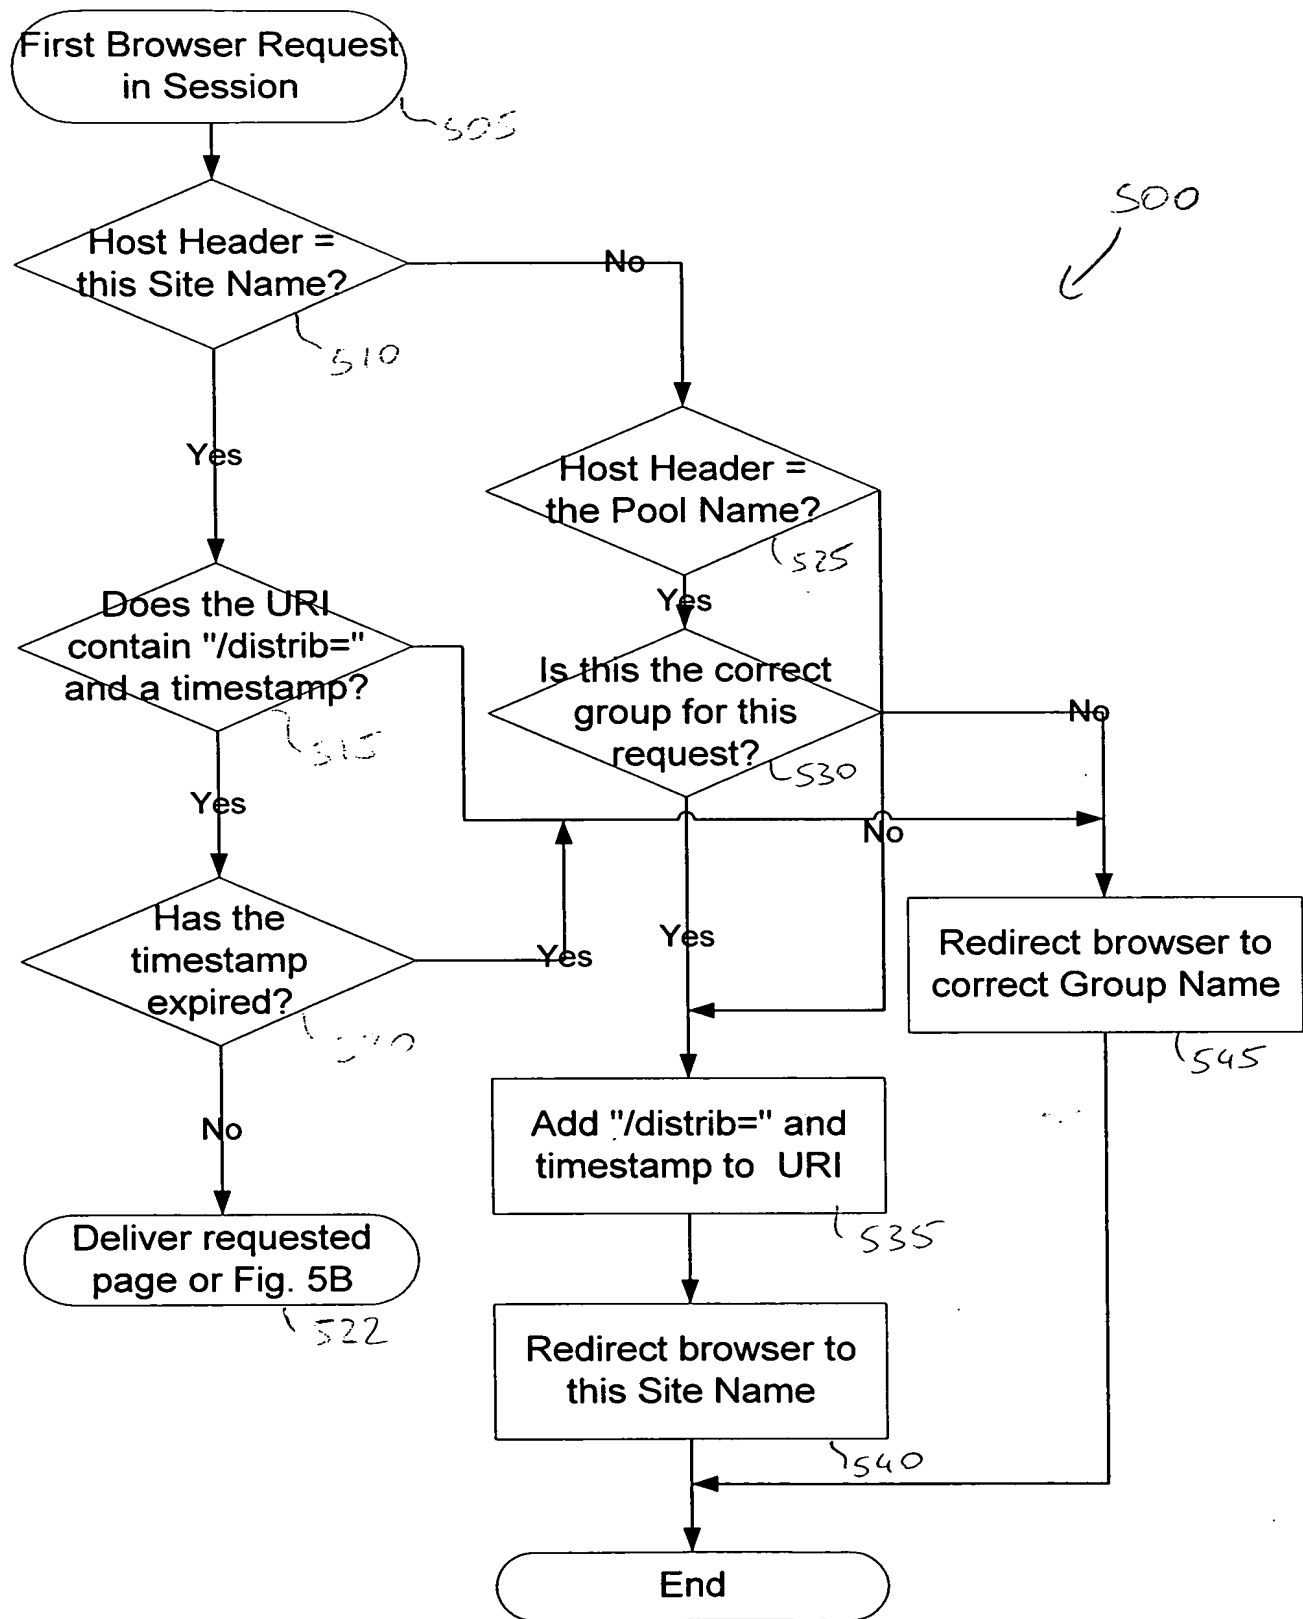 First Browser Request
in Session
505
500
Host Header =
this Site Name?
510
No
Yes
Host Header =
the Pool Name?
525
Yes
Does the URI
contain "/distrib="
and a timestamp?
515
Is this the correct
group for this
request?
530
No
Yes
No
Has the
timestamp
expired?
Yes
Yes
Redirect browser to
correct Group Name
545
No
Add "/distrib=" and
timestamp to URI
535
Deliver requested
page or Fig. 5B
522
Redirect browser to
this Site Name
540
End